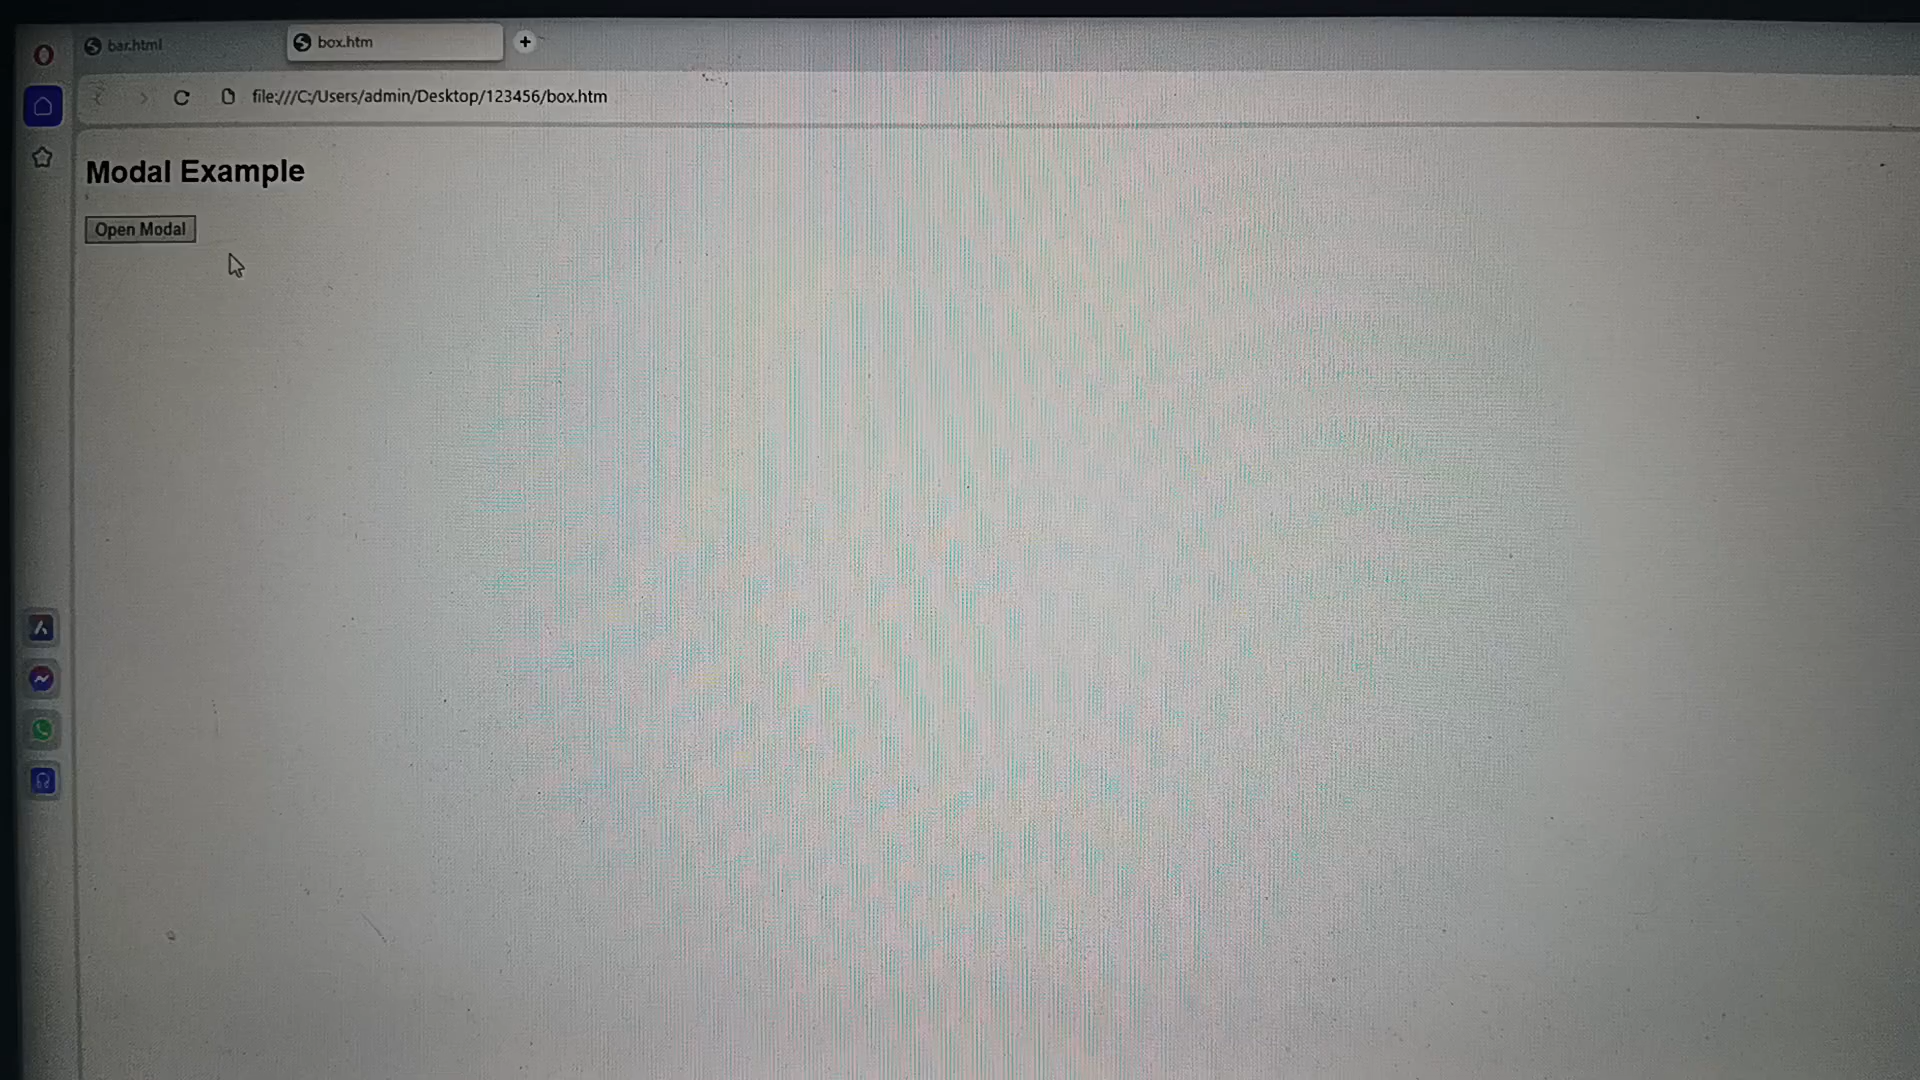 bar.html
box.htm
file:///C:/Users/admin/Desktop/123456/box.htm
Modal Example
Open Modal